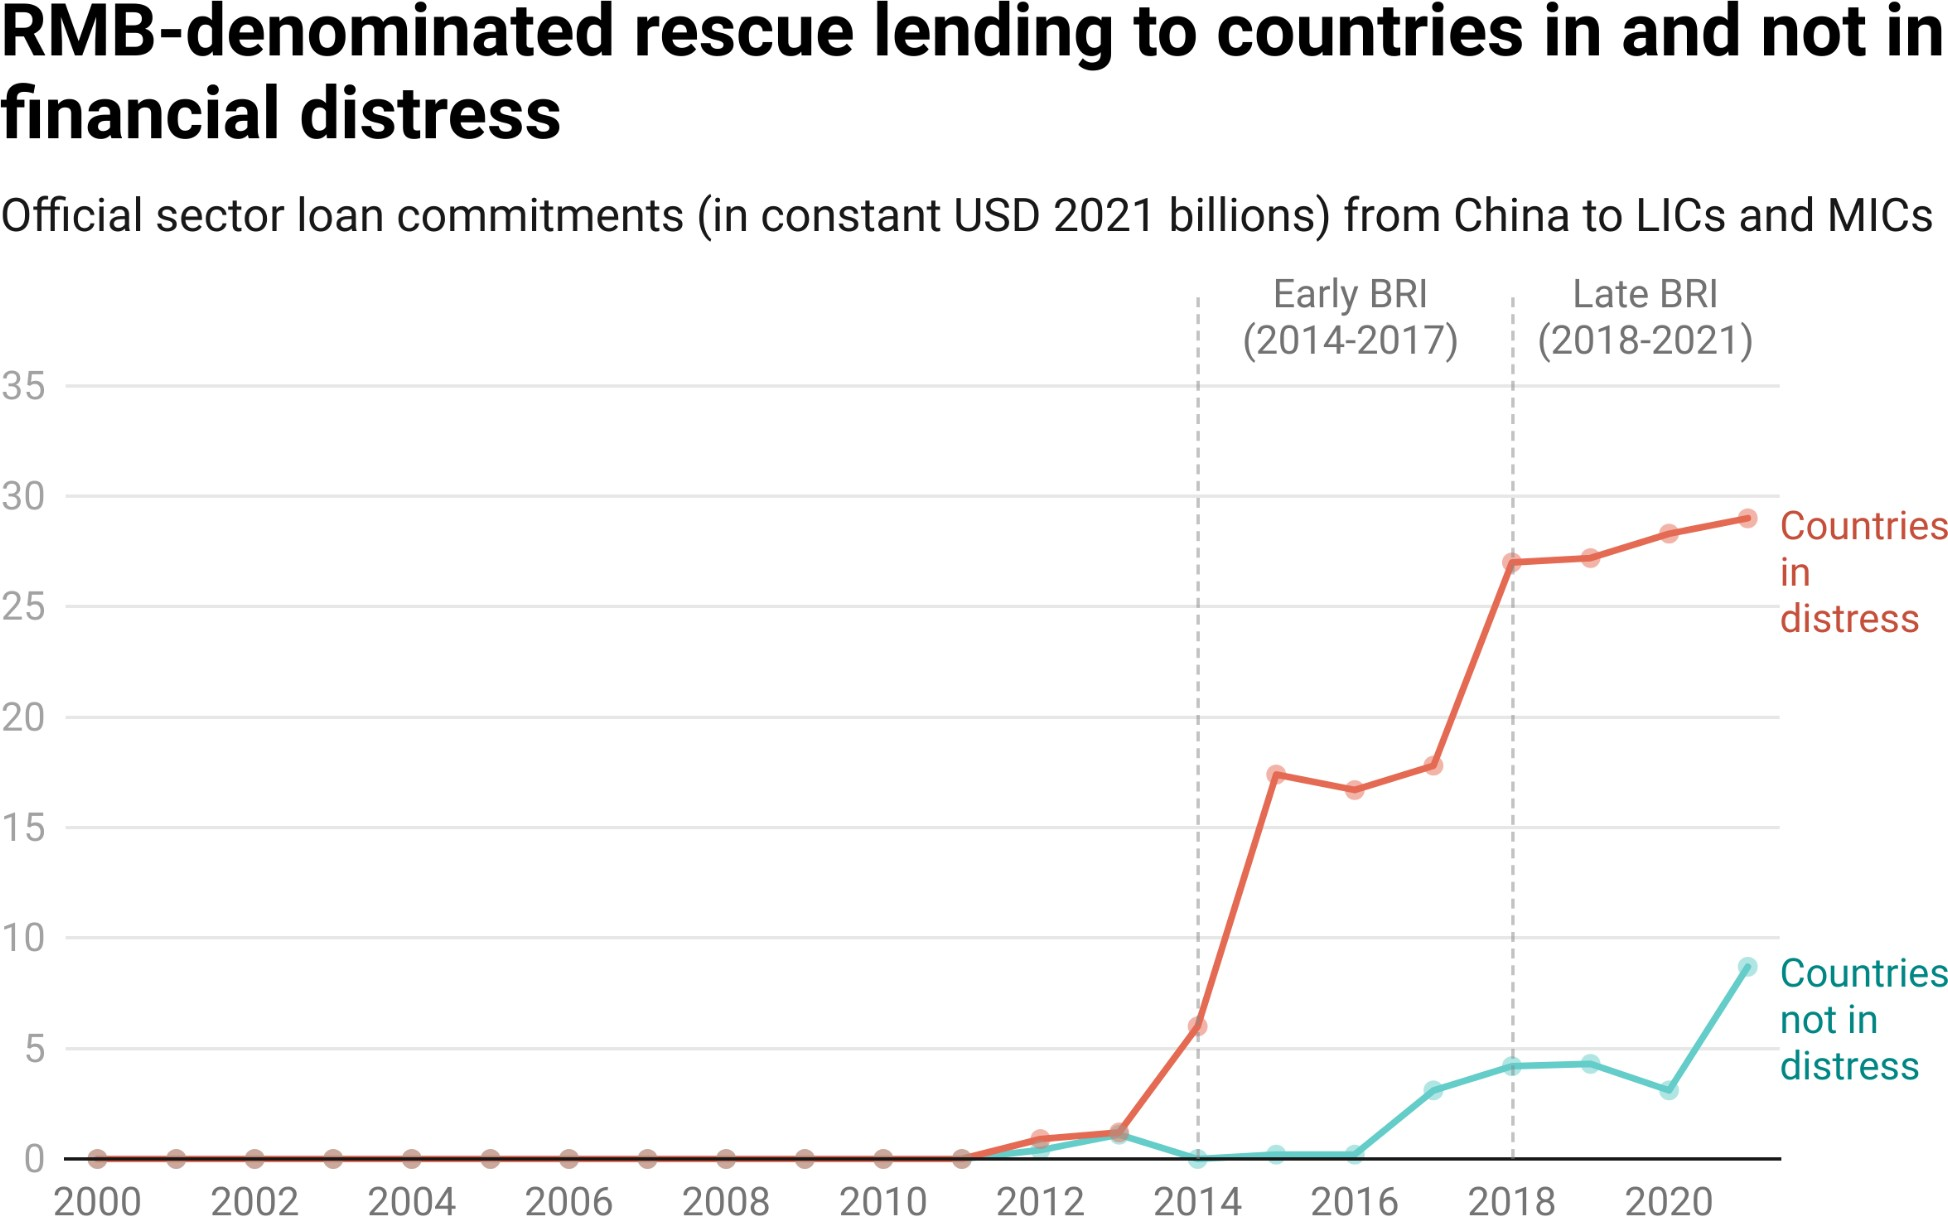 RMB-denominated rescue lending to countries in and not in
financial distress
Official sector loan commitments (in constant USD 2021 billions) from China to LICs and MICs
Early BRI
(2014-2017)
Late BRI
(2018-2021)
35
30
25
20
15
10
5
0
Countries
in
distress
Countries
not in
distress
2000 2002 2004 2006 2008 2010 2012 2014 2016 2018 2020